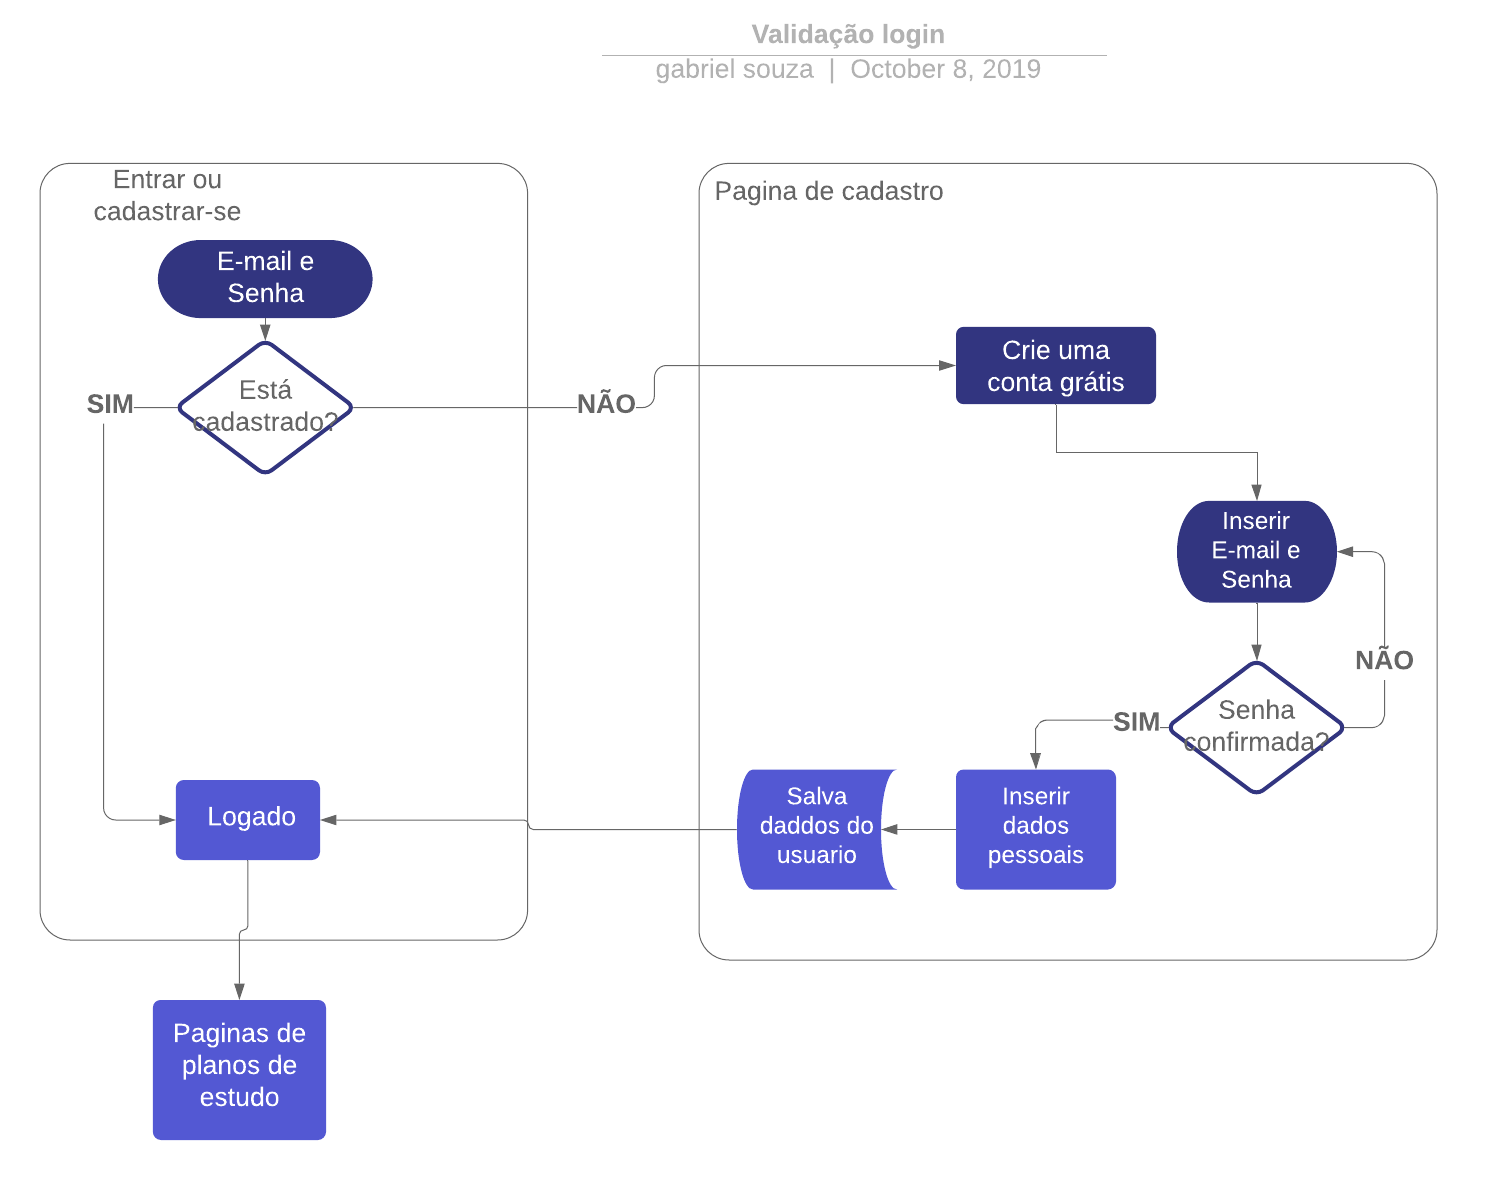 Validação login
gabriel souza | October 8, 2019
Entrar ou
cadastrar-se
E-mail e
Senha
Está
cadastrado?
SIM
NÃO
Logado
Paginas de
planos de
estudo
Pagina de cadastro
Crie uma
conta grátis
Inserir
E-mail e
Senha
NÃO
Senha
confirmada?
SIM
Inserir
dados
pessoais
Salva
daddos do
usuario